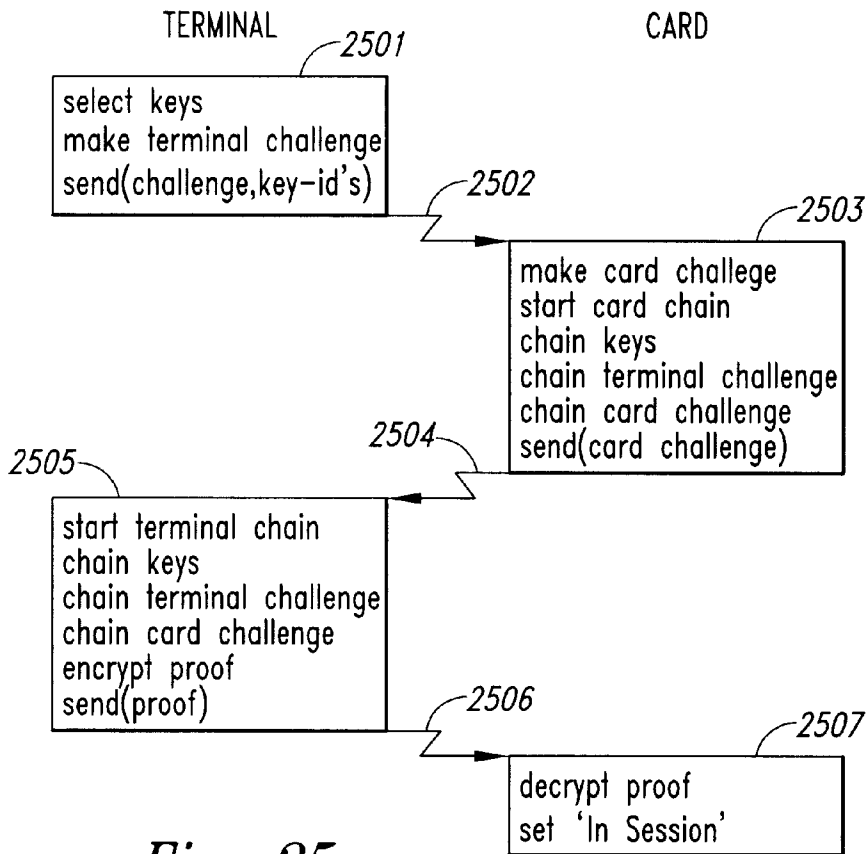 TERMINAL
CARD
2501
select keys
make terminal challenge
send(challenge,key-id's)
2502
2503
make card challege
start card chain
chain keys
chain terminal challenge
chain card challenge
send(card challenge)
2504
2505
start terminal chain
chain keys
chain terminal challenge
chain card challenge
encrypt proof
send(proof)
2506
2507
decrypt proof
set 'In Session'